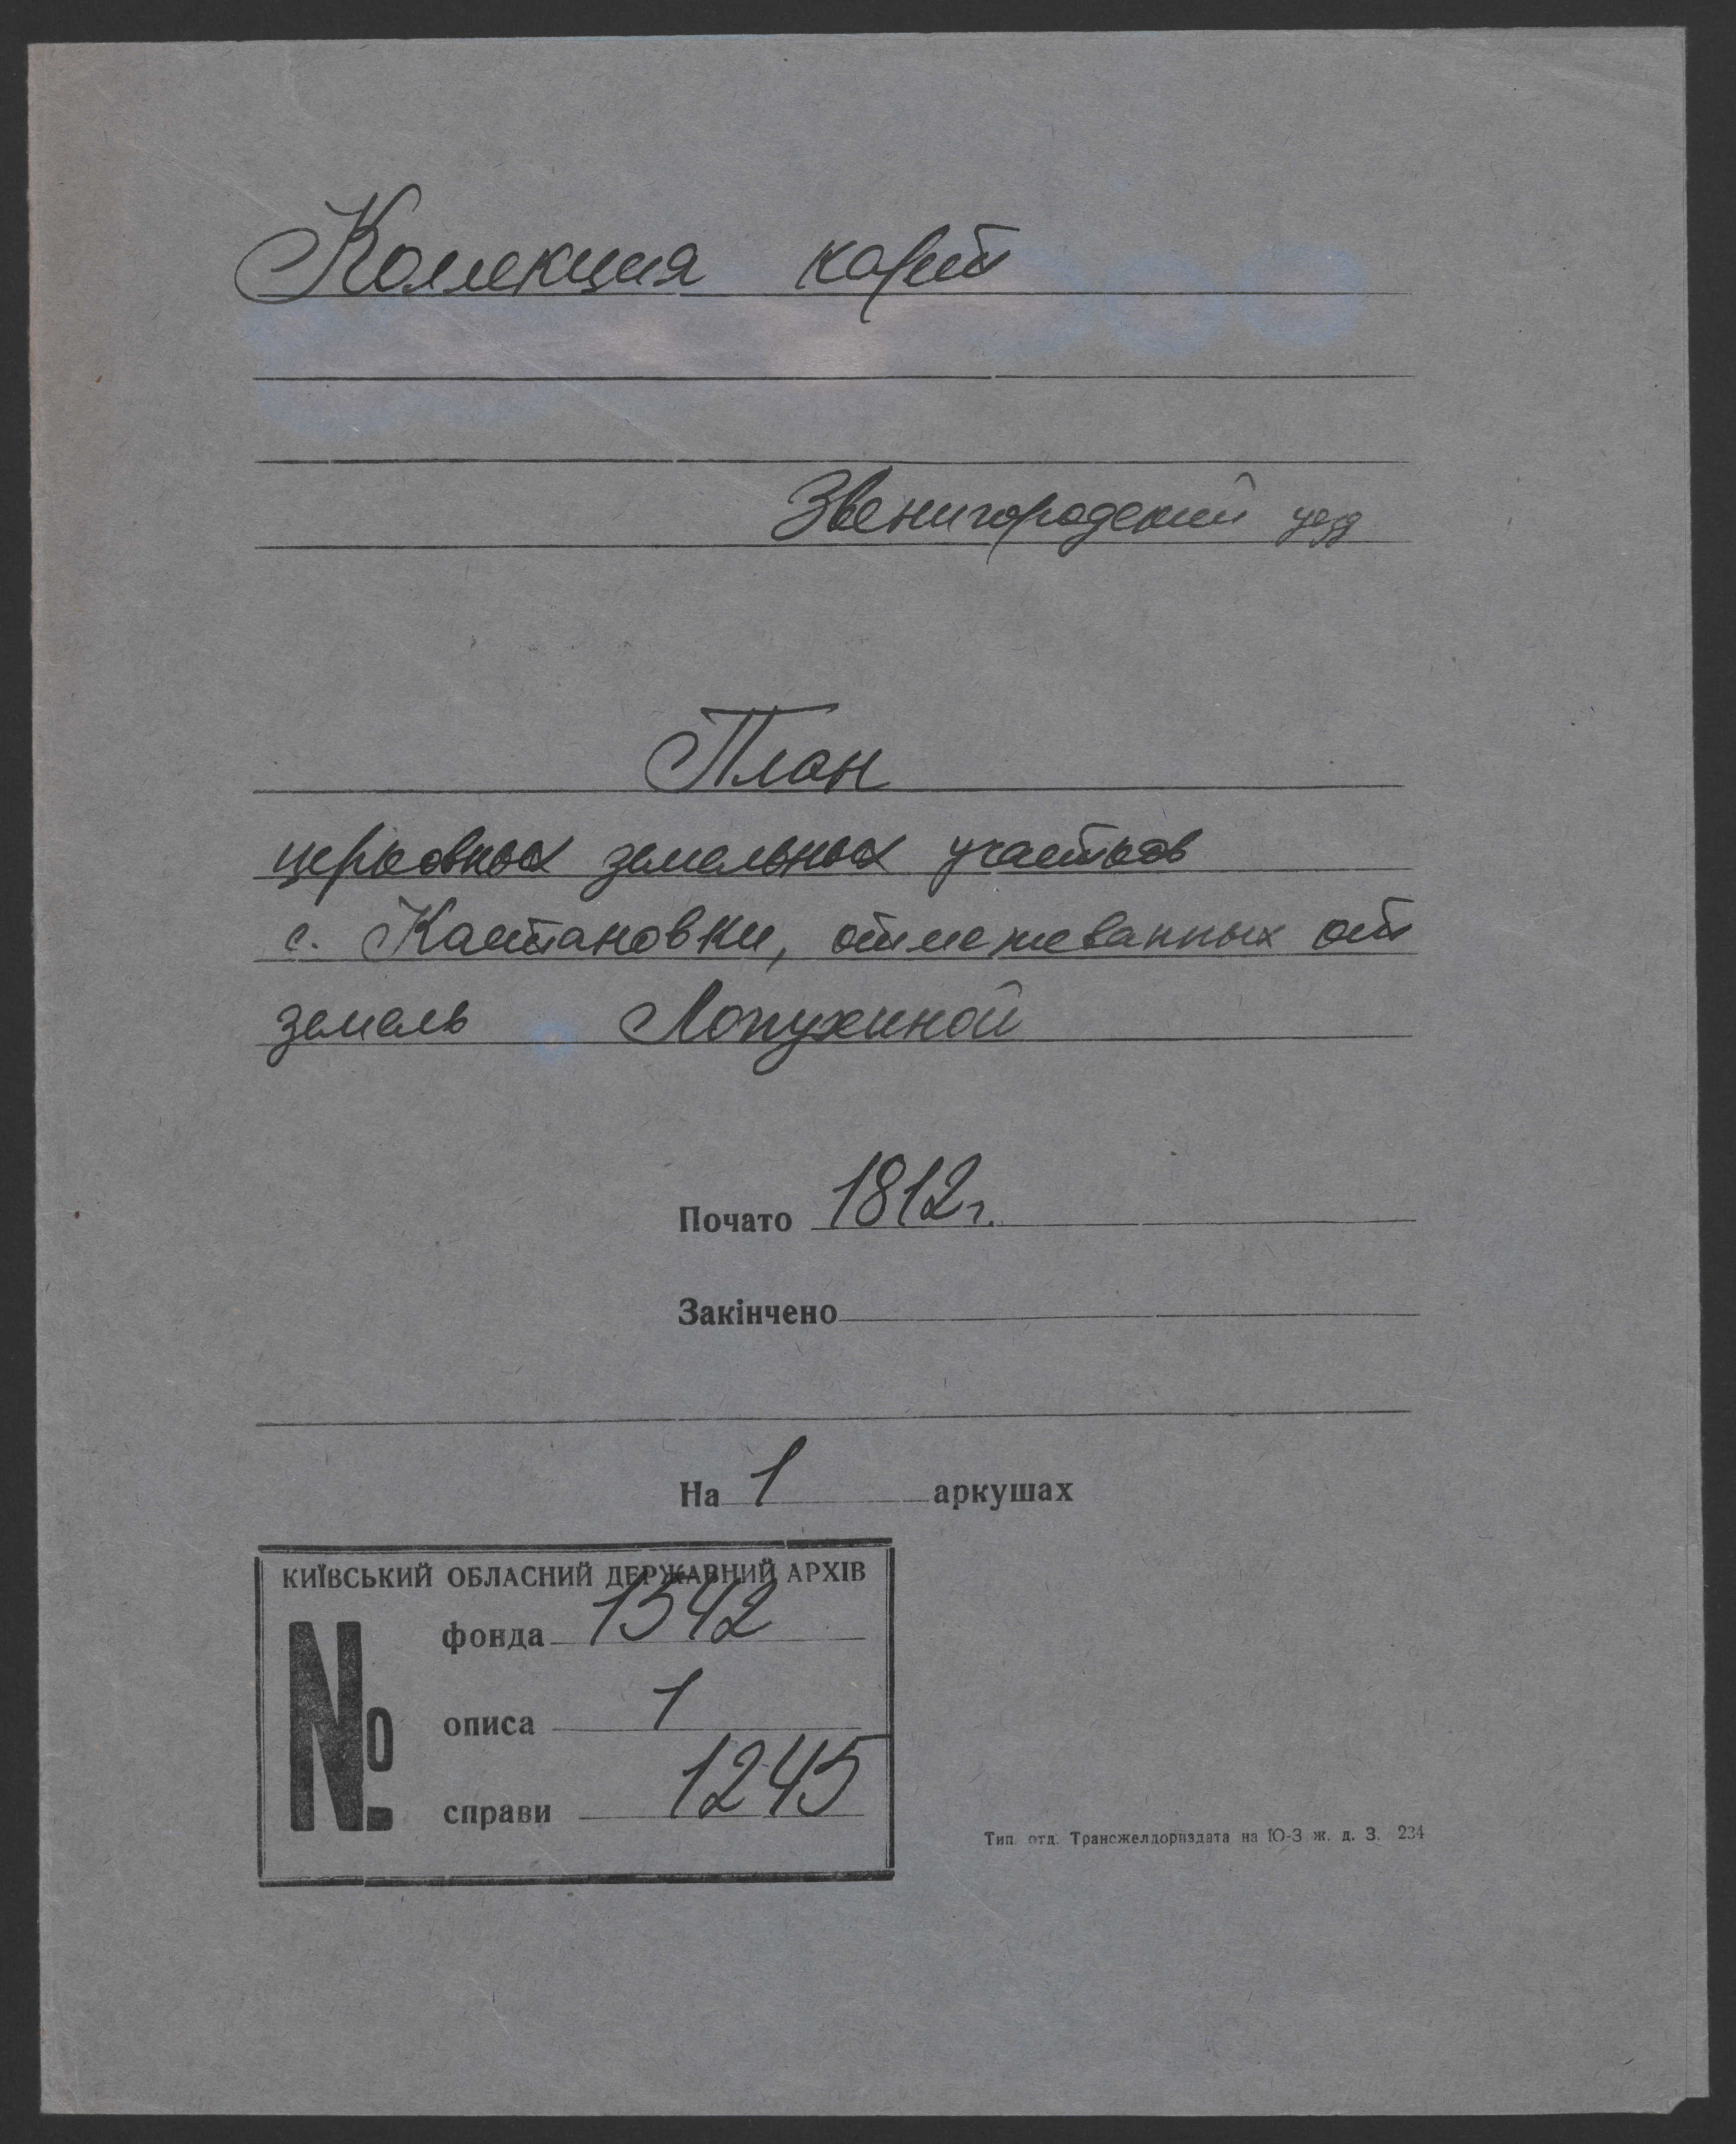 Коллекция карт
Звенигородский уезд
План
церковных земельных участков
с. Каштановки, отмежеванных от
земель Лопухиной
Почато 1812 г.
Закінчено
На 1 аркушах
КИЇВСЬКИЙ ОБЛАСНИЙ ДЕРЖАВНИЙ АРХІВ
№
фонда 1542
описа 1
справи 1245
Тип. отд. Трансжелдориздата на Ю-З ж. д. З. 234